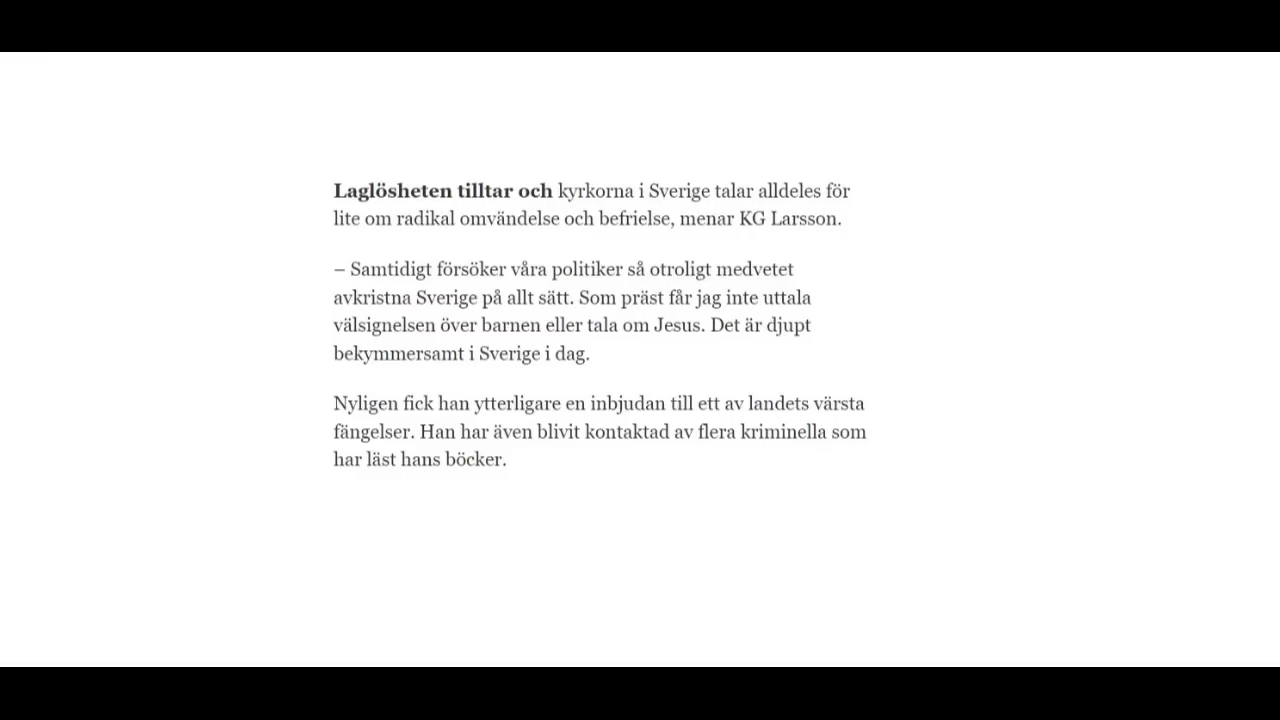 Laglösheten tilltar och kyrkorna i Sverige talar alldeles för
lite om radikal omvändelse och befrielse, menar KG Larsson.
– Samtidigt försöker våra politiker så otroligt medvetet
avkristna Sverige på allt sätt. Som präst får jag inte uttala
välsignelsen över barnen eller tala om Jesus. Det är djupt
bekymmersamt i Sverige i dag.
Nyligen fick han ytterligare en inbjudan till ett av landets värsta
fängelser. Han har även blivit kontaktad av flera kriminella som
har läst hans böcker.